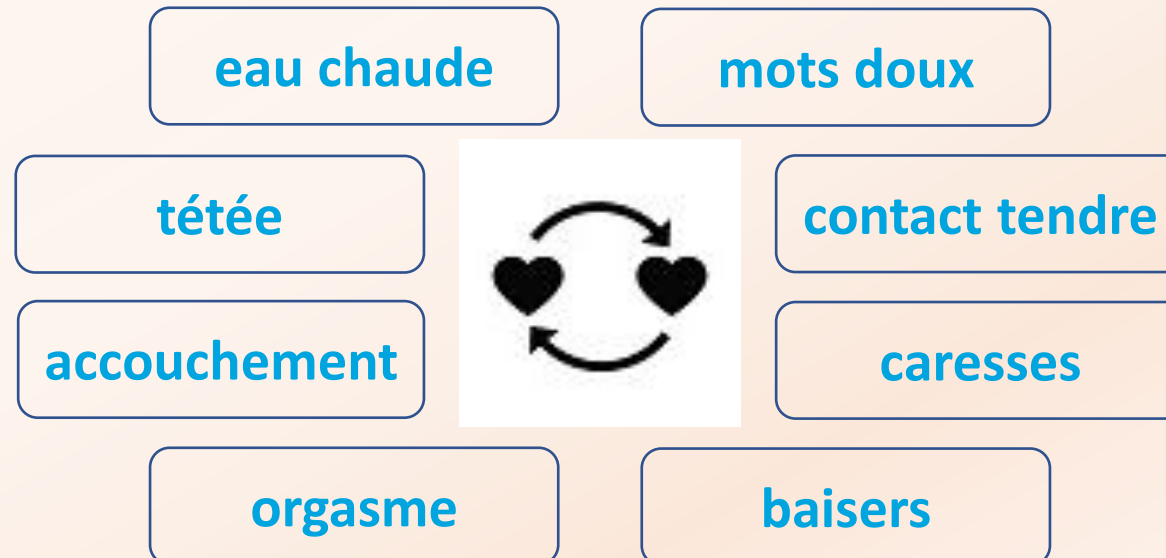 eau chaude
mots doux
tétée
contact tendre
accouchement
caresses
orgasme
baisers